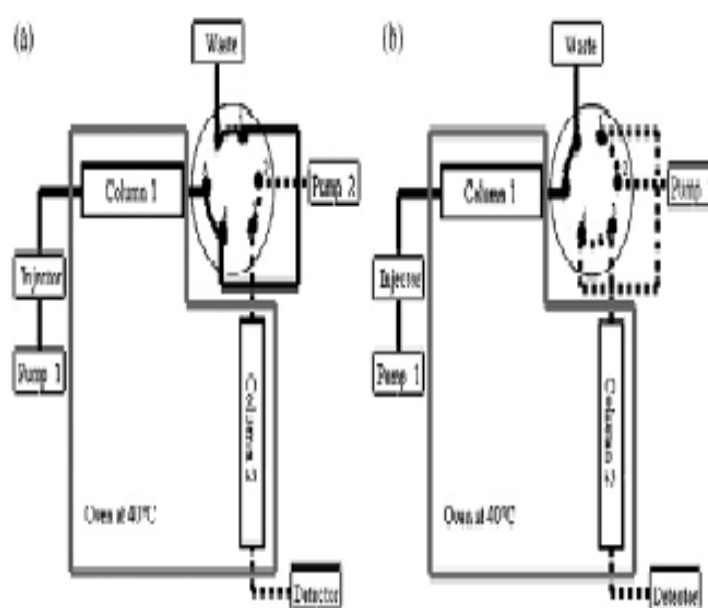 (a)
Waste
Column 1
Pump 2
Injector
Pump 1
Column 2
Oven at 40°C
Detector
(b)
Waste
Column 1
2
Pump
Injector
Pump 1
Column 2
Oven at 40°C
Detector